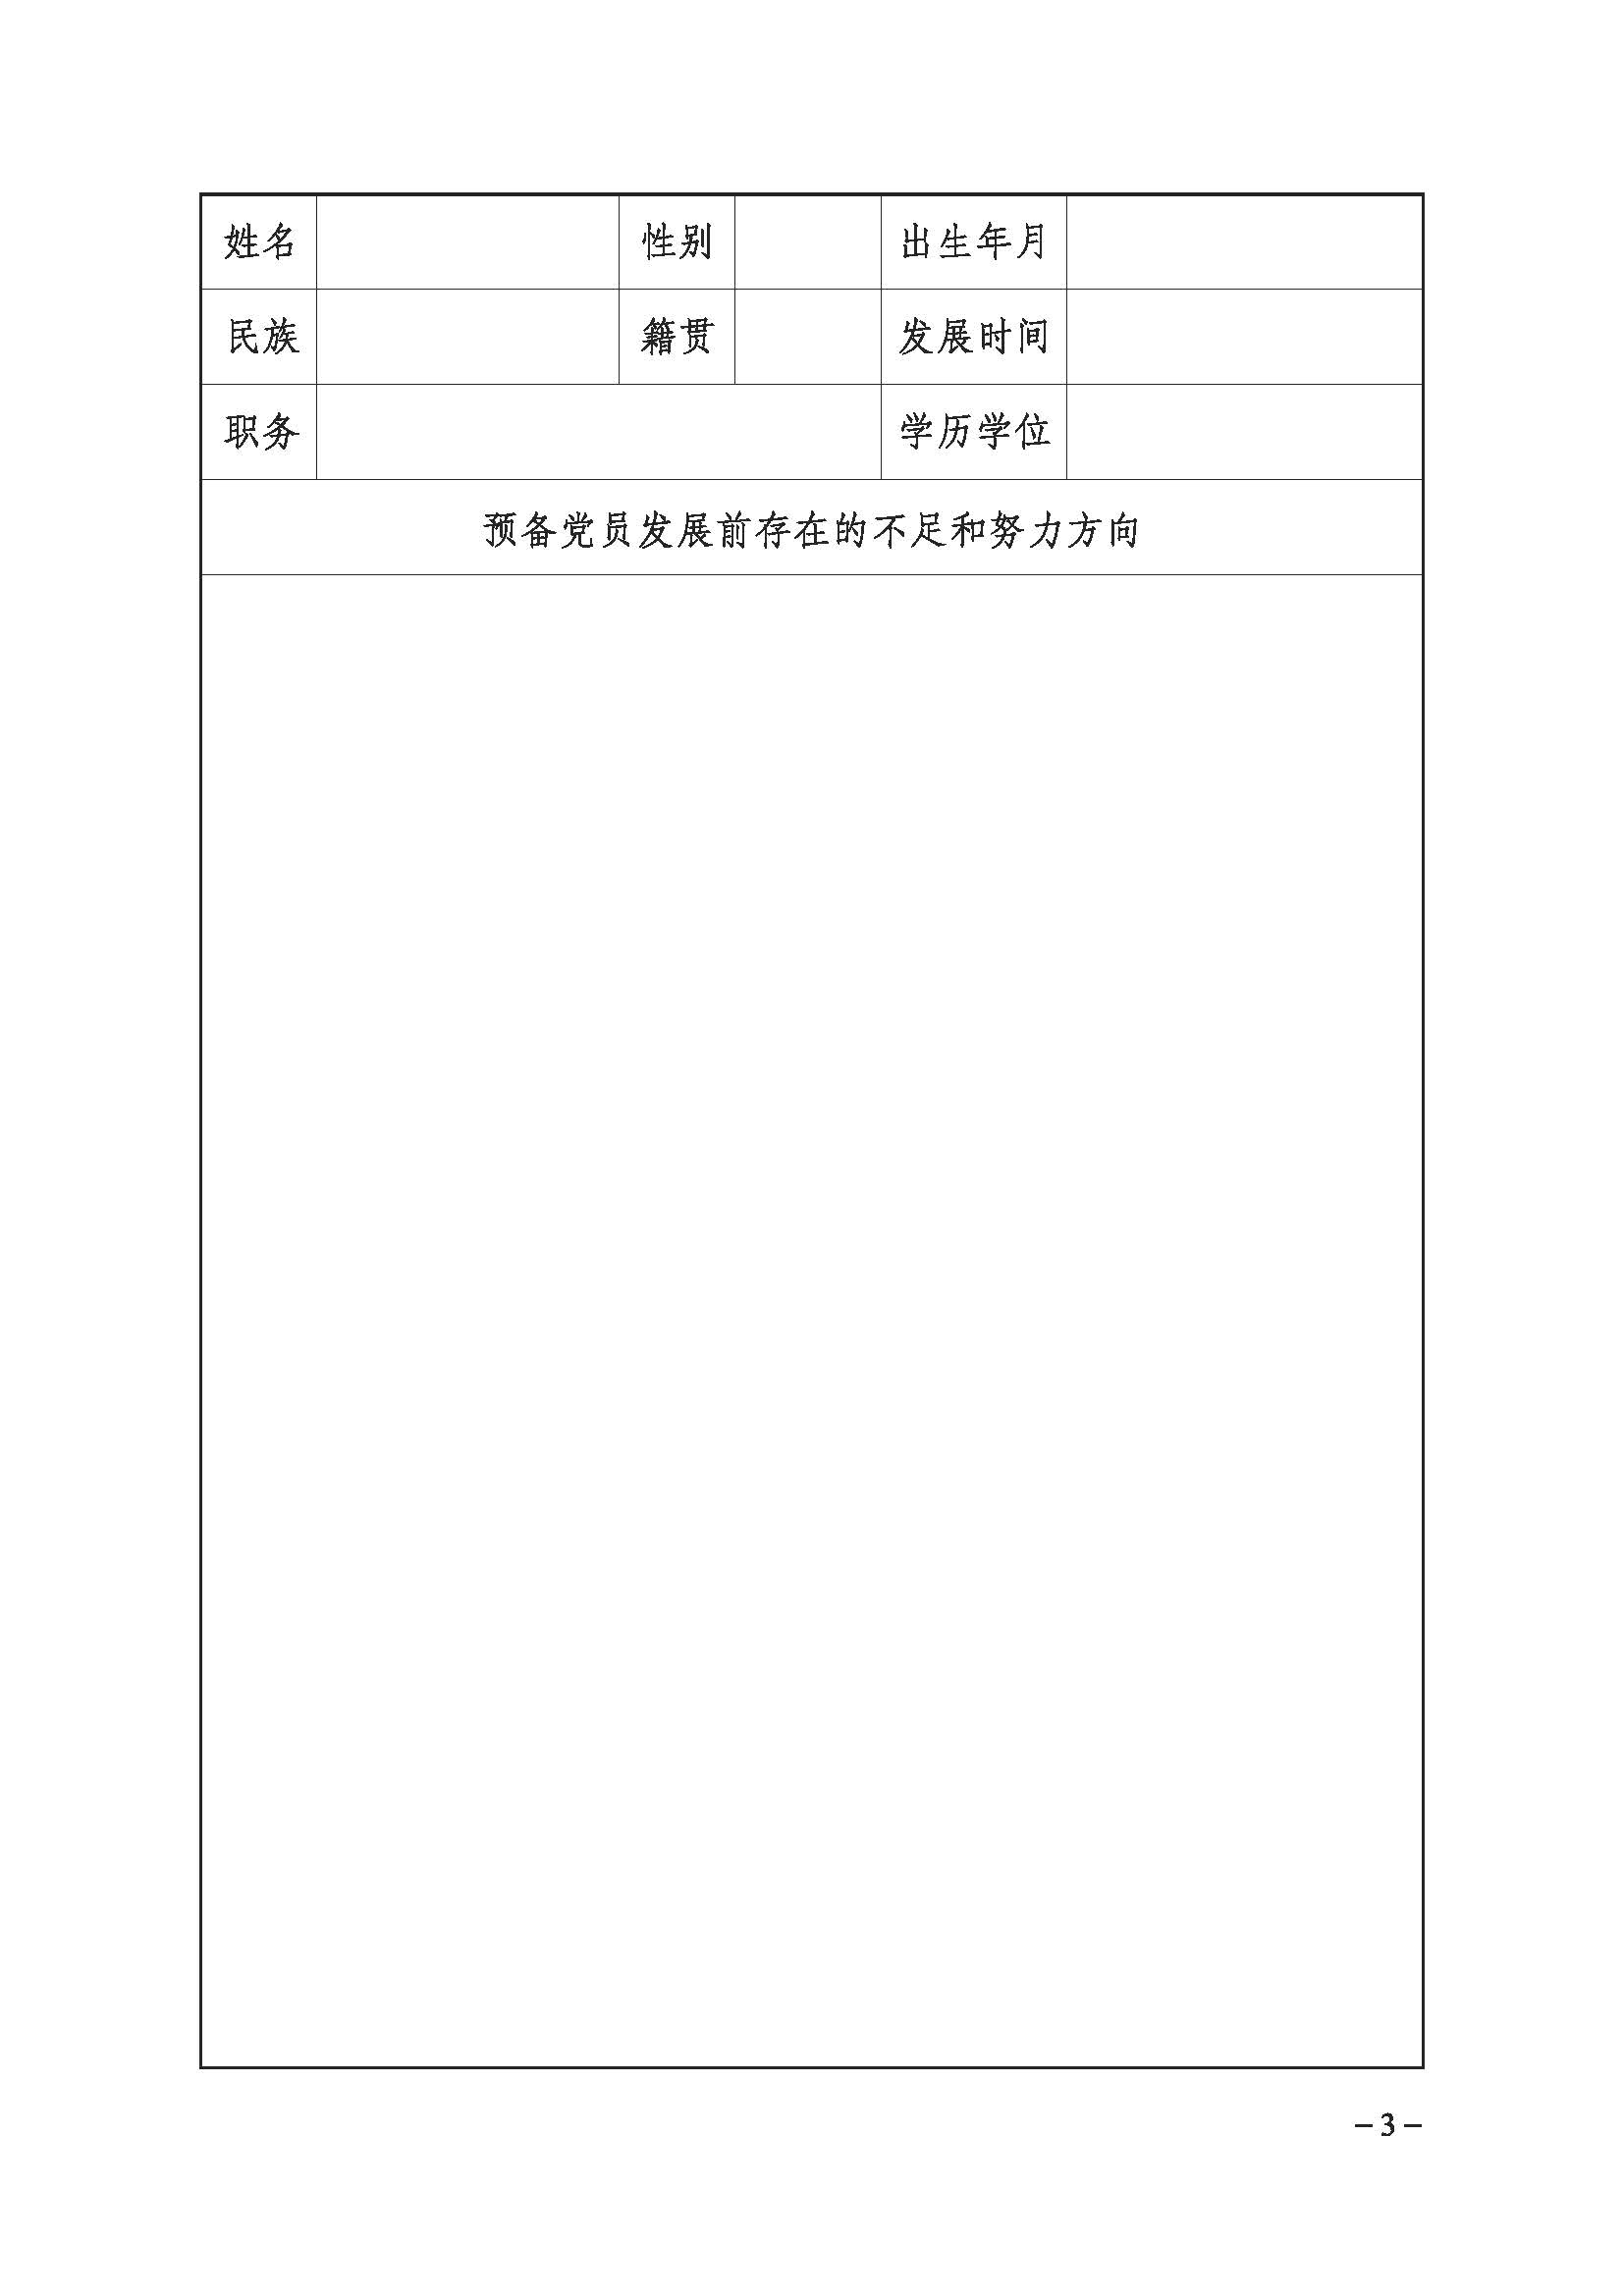 姓名 性别 出生年月
民族 籍贯 发展时间
职务 学历学位
预备党员发展前存在的不足和努力方向
－3－